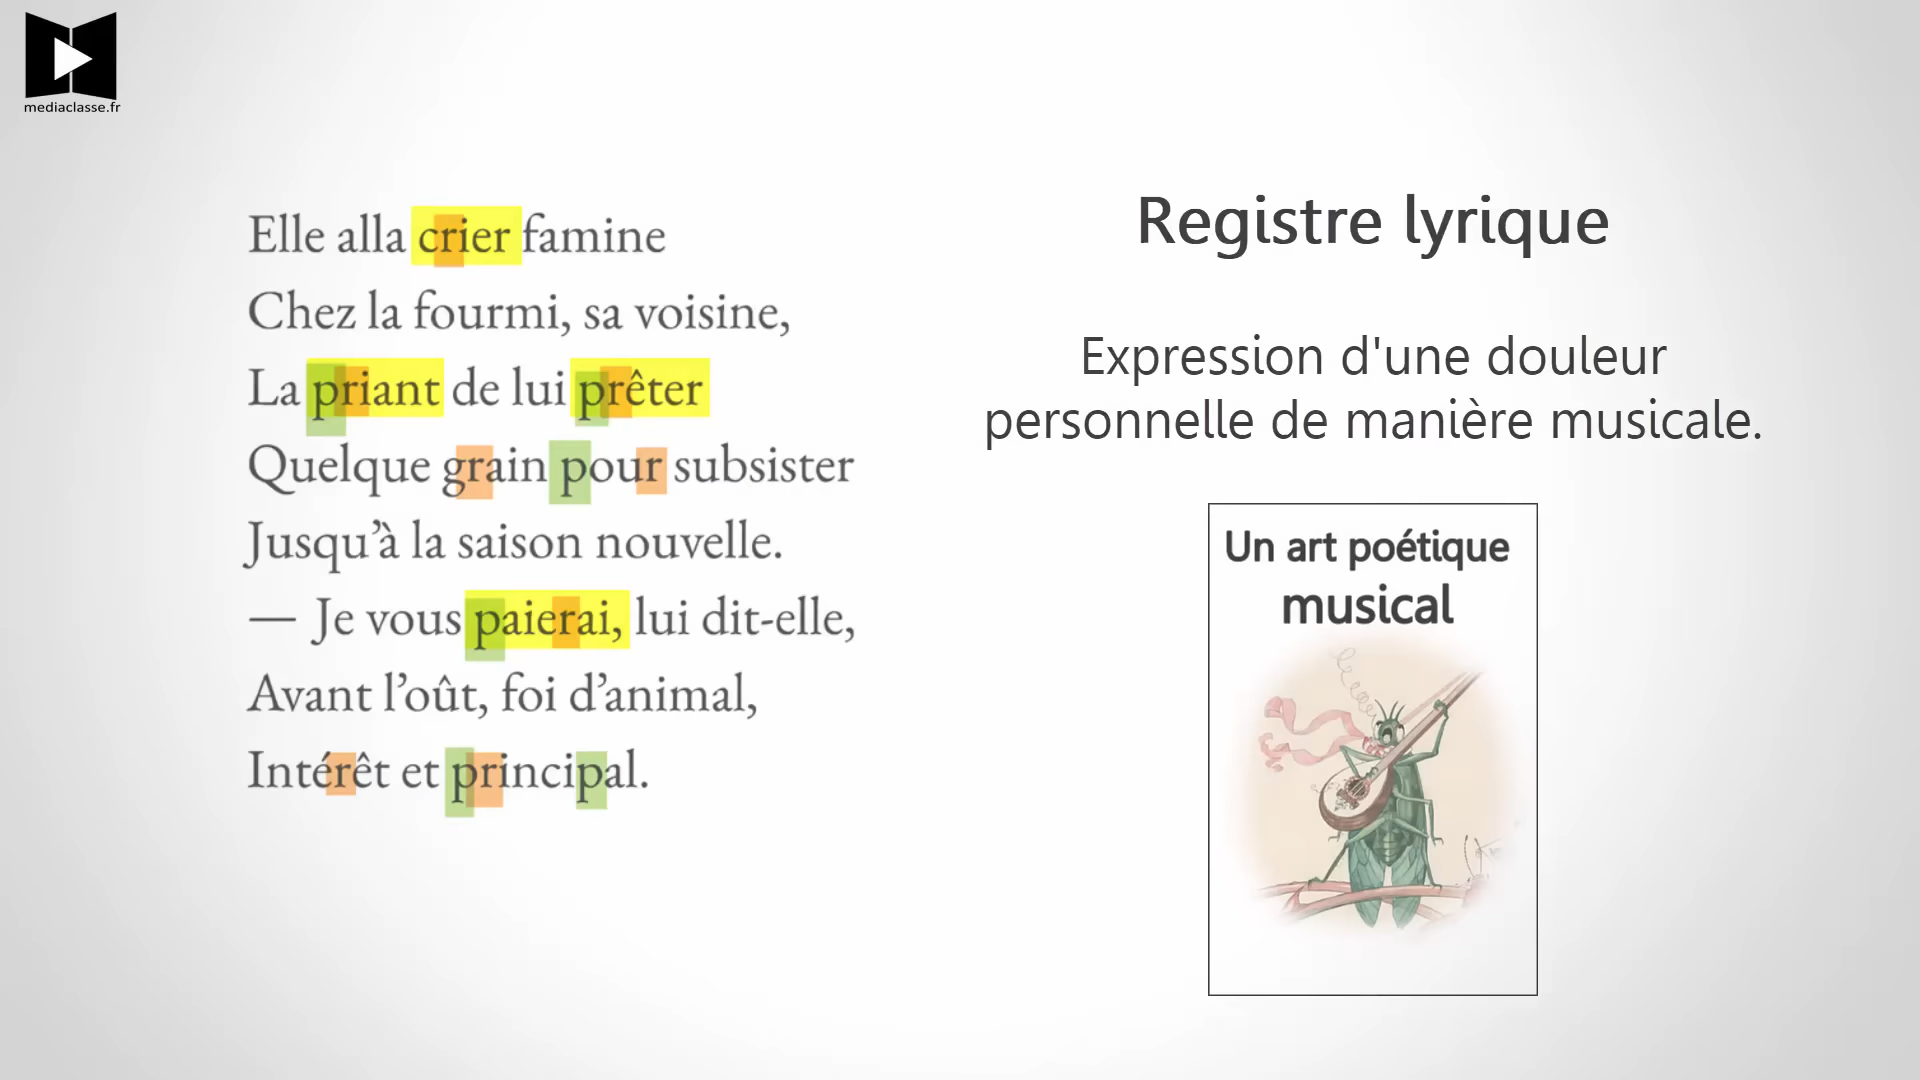 mediaclasse.fr
Elle alla crier famine
Chez la fourmi, sa voisine,
La priant de lui prêter
Quelque grain pour subsister
Jusqu’à la saison nouvelle.
— Je vous paierai, lui dit-elle,
Avant l’oût, foi d’animal,
Intérêt et principal.
Registre lyrique
Expression d'une douleur
personnelle de manière musicale.
Un art poétique
musical